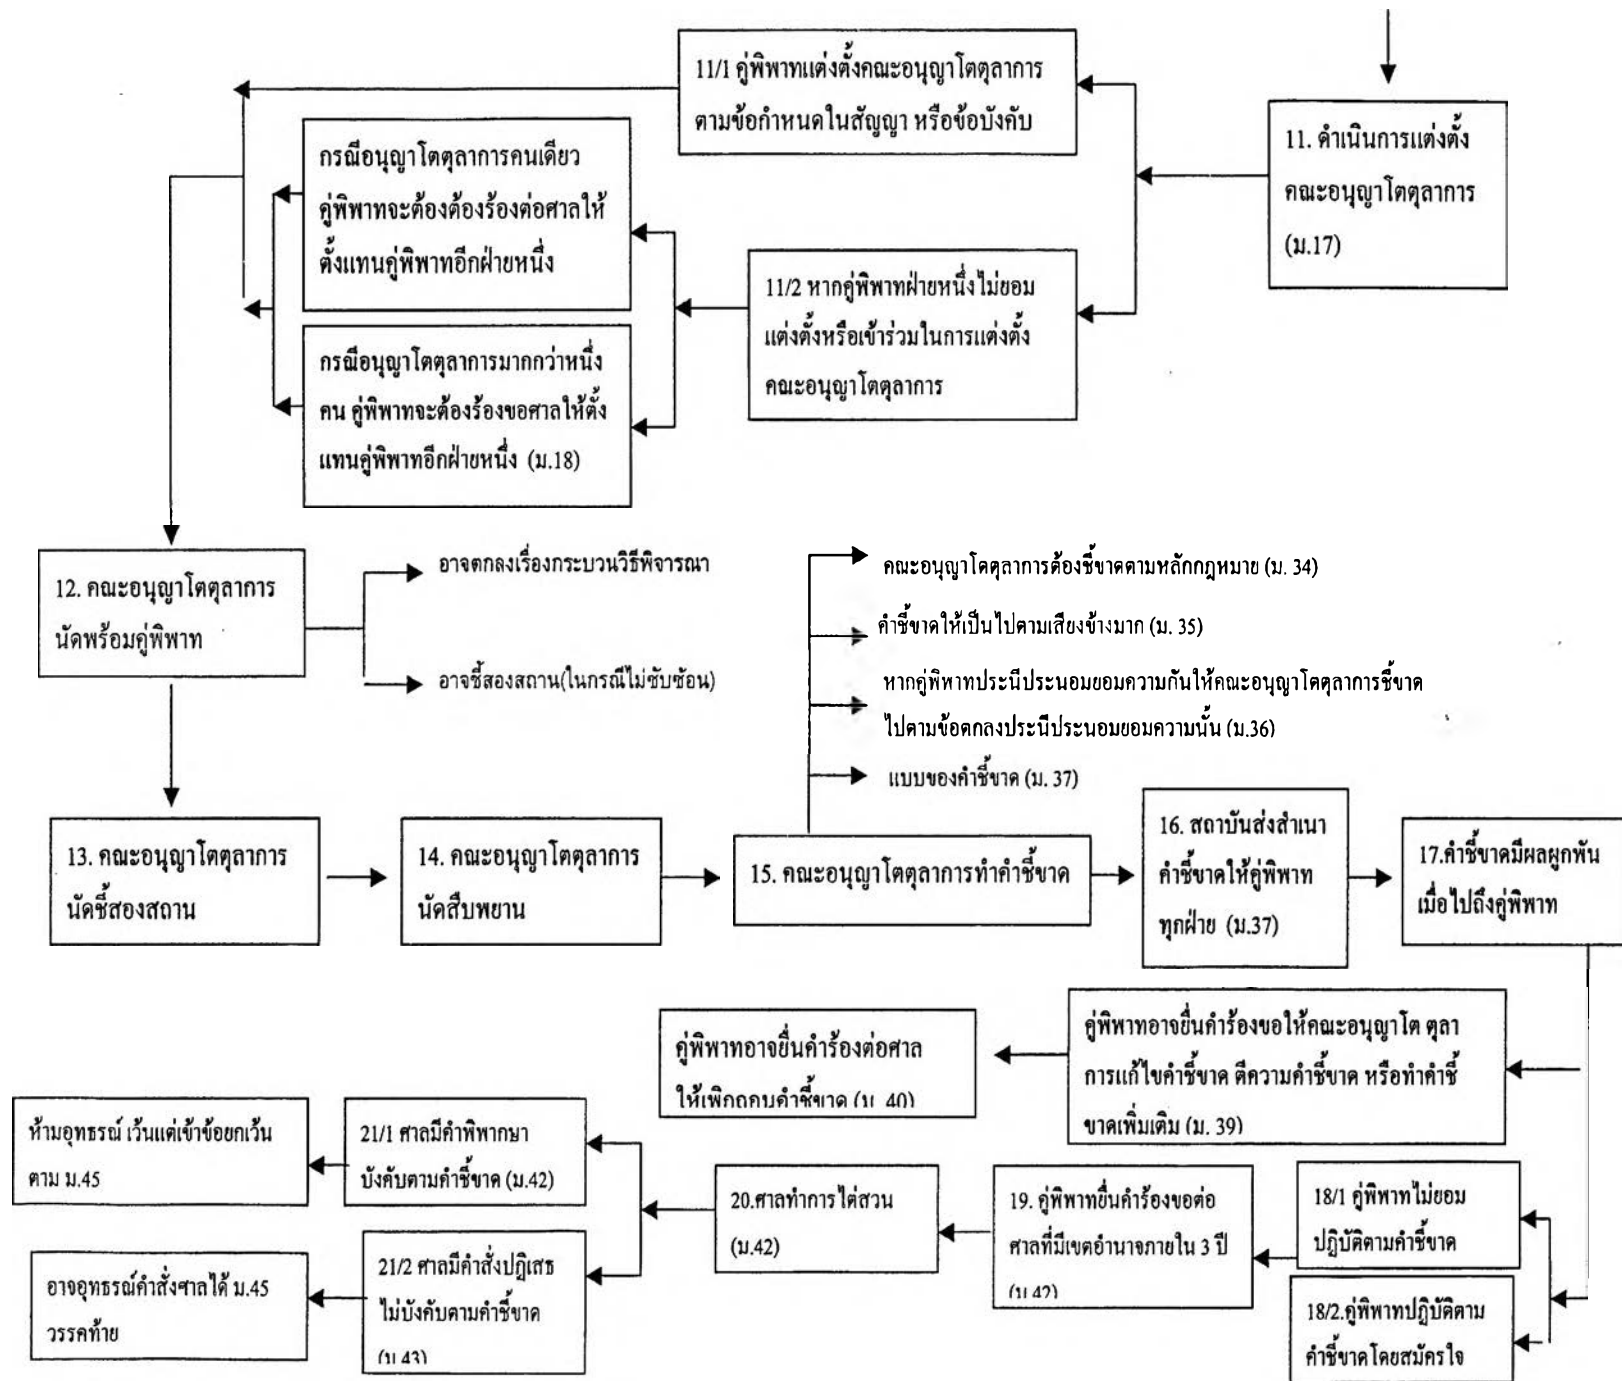 11. ดำเนินการแต่งตั้ง
คณะอนุญาโตตุลาการ
(ม.17)
11/1 คู่พิพาทแต่งตั้งคณะอนุญาโตตุลาการ
ตามข้อกำหนดในสัญญา หรือข้อบังคับ
11/2 หากคู่พิพาทฝ่ายหนึ่งไม่ยอม
แต่งตั้งหรือเข้าร่วมในการแต่งตั้ง
คณะอนุญาโตตุลาการ
กรณีอนุญาโตตุลาการคนเดียว
คู่พิพาทจะต้องต้องร้องต่อศาลให้
ตั้งแทนคู่พิพาทอีกฝ่ายหนึ่ง
กรณีอนุญาโตตุลาการมากกว่าหนึ่ง
คน คู่พิพาทจะต้องร้องขอศาลให้ตั้ง
แทนคู่พิพาทอีกฝ่ายหนึ่ง (ม.18)
12. คณะอนุญาโตตุลาการ
นัดพร้อมคู่พิพาท
อาจตกลงเรื่องกระบวนวิธีพิจารณา
อาจชี้สองสถาน(ในกรณีไม่ซับซ้อน)
13. คณะอนุญาโตตุลาการ
นัดชี้สองสถาน
14. คณะอนุญาโตตุลาการ
นัดสืบพยาน
15. คณะอนุญาโตตุลาการทำคำชี้ขาด
คณะอนุญาโตตุลาการต้องชี้ขาดตามหลักกฎหมาย (ม. 34)
คำชี้ขาดให้เป็นไปตามเสียงข้างมาก (ม. 35)
หากคู่พิพาทประนีประนอมยอมความกันให้คณะอนุญาโตตุลาการชี้ขาด
ไปตามข้อตกลงประนีประนอมยอมความนั้น (ม.36)
แบบของคำชี้ขาด (ม. 37)
16. สถาบันส่งสำเนา
คำชี้ขาดให้คู่พิพาท
ทุกฝ่าย (ม.37)
17.คำชี้ขาดมีผลผูกพัน
เมื่อไปถึงคู่พิพาท
คู่พิพาทอาจยื่นคำร้องขอให้คณะอนุญาโต ตุลา
การแก้ไขคำชี้ขาด ตีความคำชี้ขาด หรือทำคำชี้
ขาดเพิ่มเติม (ม. 39)
คู่พิพาทอาจยื่นคำร้องต่อศาล
ให้เพิกถอนคำชี้ขาด (ม. 40)
18/1 คู่พิพาทไม่ยอม
ปฏิบัติตามคำชี้ขาด
18/2.คู่พิพาทปฏิบัติตาม
คำชี้ขาดโดยสมัครใจ
19. คู่พิพาทยื่นคำร้องขอต่อ
ศาลที่มีเขตอำนาจภายใน 3 ปี
(ม.42)
20.ศาลทำการไต่สวน
(ม.42)
21/1 ศาลมีคำพิพากษา
บังคับตามคำชี้ขาด (ม.42)
21/2 ศาลมีคำสั่งปฏิเสธ
ไม่บังคับตามคำชี้ขาด
(ม.43)
ห้ามอุทธรณ์ เว้นแต่เข้าข้อยกเว้น
ตาม ม.45
อาจอุทธรณ์คำสั่งศาลได้ ม.45
วรรคท้าย